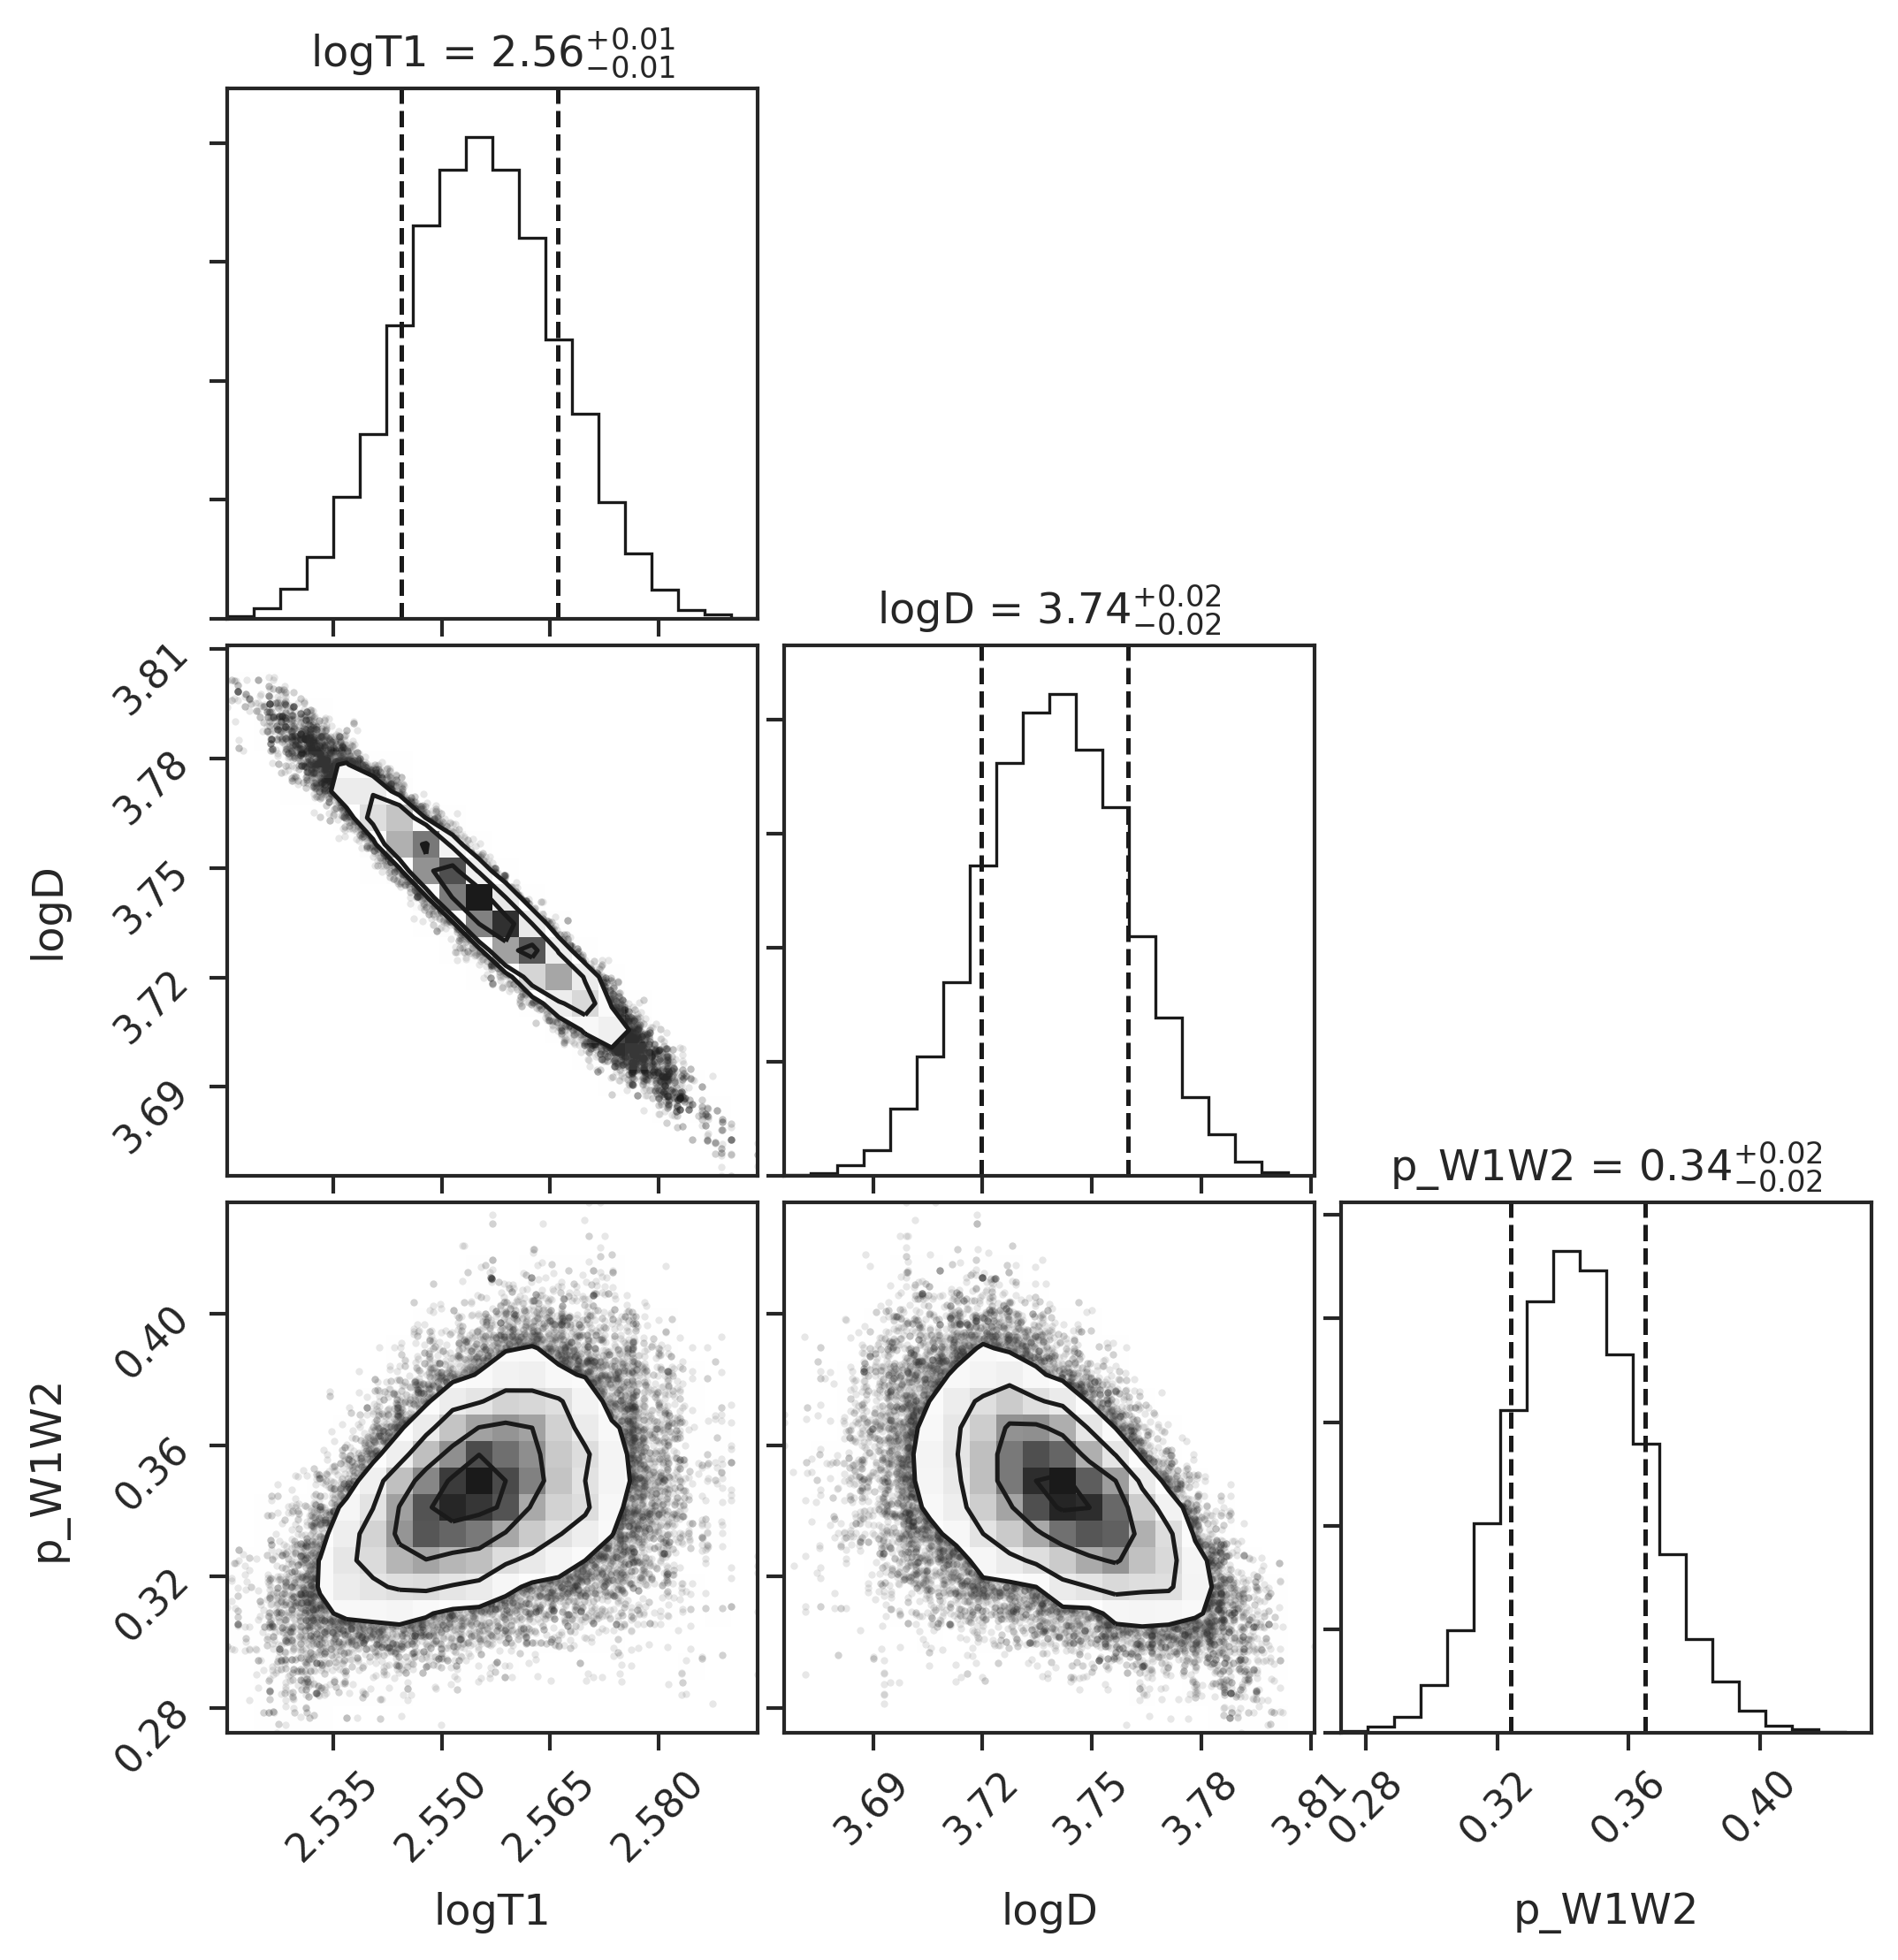 logT1 = 2.56+0.01−0.01
logD = 3.74+0.02−0.02
p_W1W2 = 0.34+0.02−0.02
3.81
3.78
3.75
3.72
3.69
logD
0.40
0.36
0.32
0.28
p_W1W2
2.535 2.550 2.565 2.580
3.69 3.72 3.75 3.78 3.81
0.28 0.32 0.36 0.40
logT1 logD p_W1W2